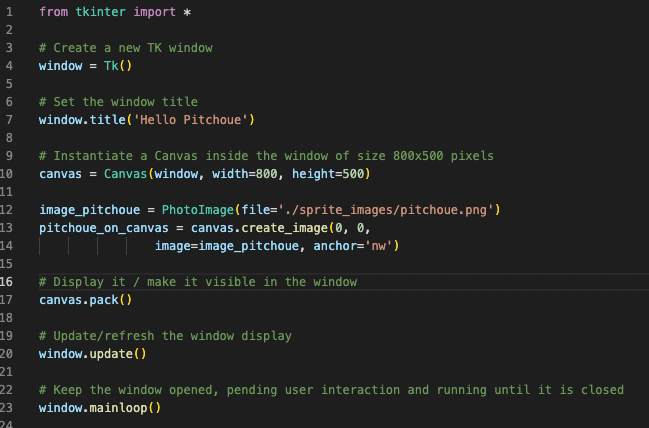 1 from tkinter import *
2
3 # Create a new TK window
4 window = Tk()
5
6 # Set the window title
7 window.title('Hello Pitchoue')
8
9 # Instantiate a Canvas inside the window of size 800x500 pixels
10 canvas = Canvas(window, width=800, height=500)
11
12 image_pitchoue = PhotoImage(file='./sprite_images/pitchoue.png')
13 pitchoue_on_canvas = canvas.create_image(0, 0,
14                 image=image_pitchoue, anchor='nw')
15
16 # Display it / make it visible in the window
17 canvas.pack()
18
19 # Update/refresh the window display
20 window.update()
21
22 # Keep the window opened, pending user interaction and running until it is closed
23 window.mainloop()
24